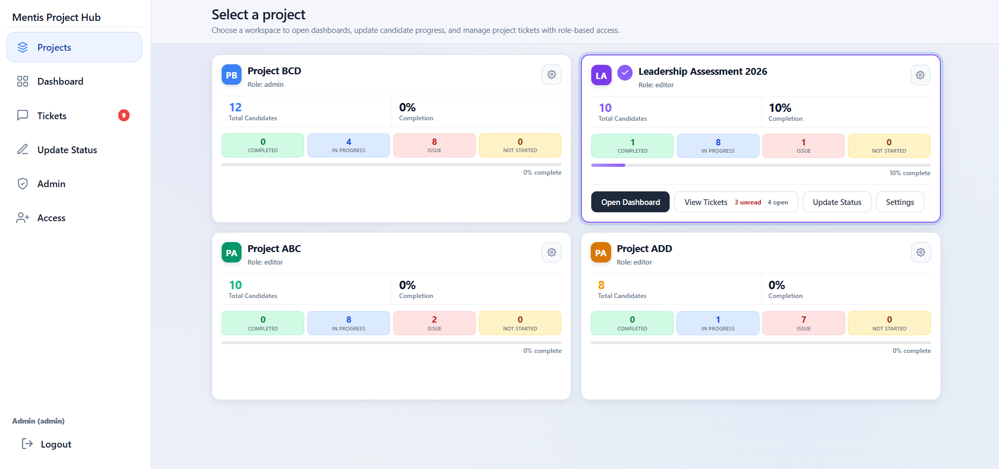 Mentis Project Hub
Projects
Dashboard
Tickets 9
Update Status
Admin
Access
Admin (admin)
Logout
Select a project
Choose a workspace to open dashboards, update candidate progress, and manage project tickets with role-based access.
PB Project BCD
Role: admin
12 0%
Total Candidates Completion
0 4 8 0
COMPLETED IN PROGRESS ISSUE NOT STARTED
0% complete
LA Leadership Assessment 2026
Role: editor
10 10%
Total Candidates Completion
1 8 1 0
COMPLETED IN PROGRESS ISSUE NOT STARTED
10% complete
Open Dashboard View Tickets 3 unread · 4 open Update Status Settings
PA Project ABC
Role: editor
10 0%
Total Candidates Completion
0 8 2 0
COMPLETED IN PROGRESS ISSUE NOT STARTED
0% complete
PA Project ADD
Role: editor
8 0%
Total Candidates Completion
0 1 7 0
COMPLETED IN PROGRESS ISSUE NOT STARTED
0% complete